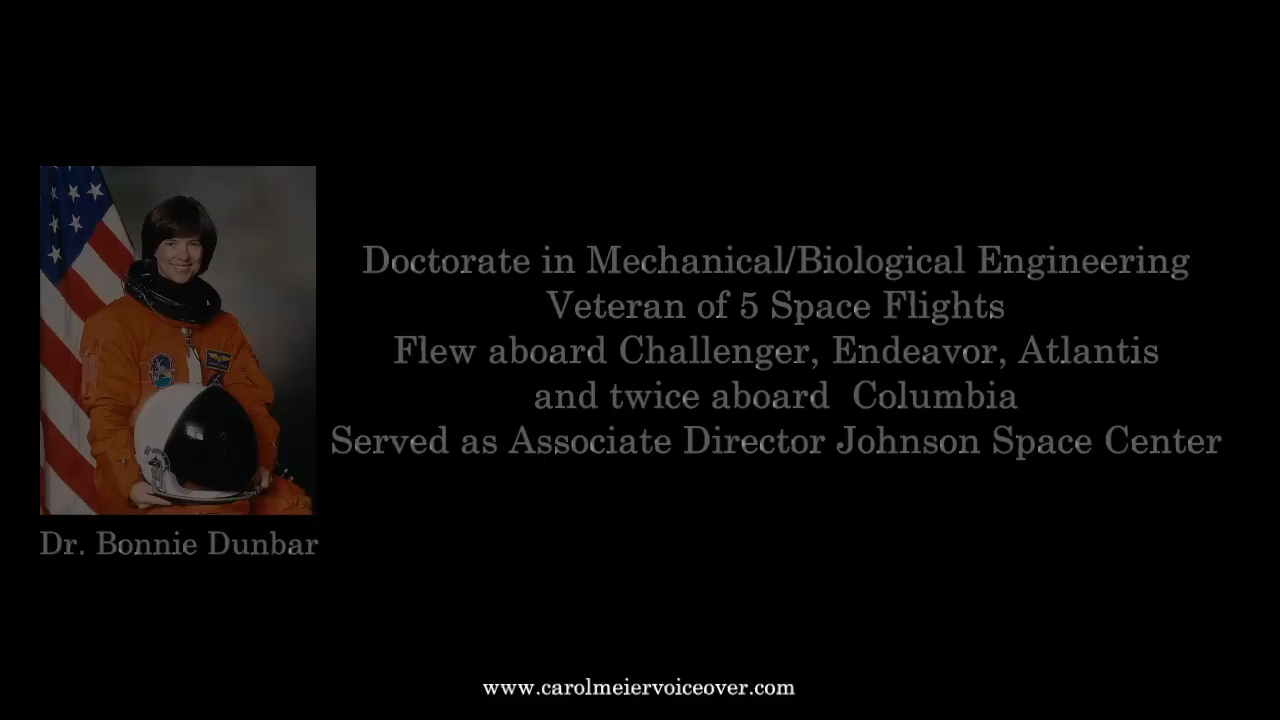 Doctorate in Mechanical/Biological Engineering
Veteran of 5 Space Flights
Flew aboard Challenger, Endeavor, Atlantis
and twice aboard  Columbia
Served as Associate Director Johnson Space Center
Dr. Bonnie Dunbar
www.carolmeiervoiceover.com